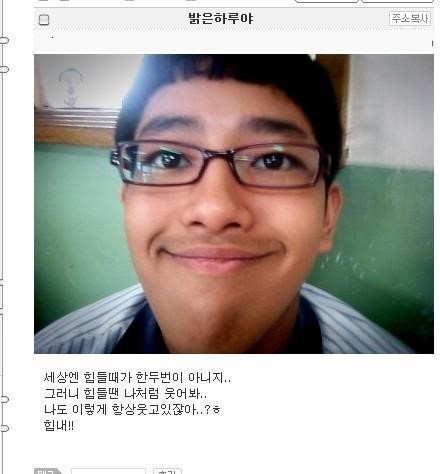 밝은하루야
주소복사
세상엔 힘들때가 한두번이 아니지..
그러니 힘들땐 나처럼 웃어봐..
나도 이렇게 항상웃고있잖아..?ㅎ
힘내!!